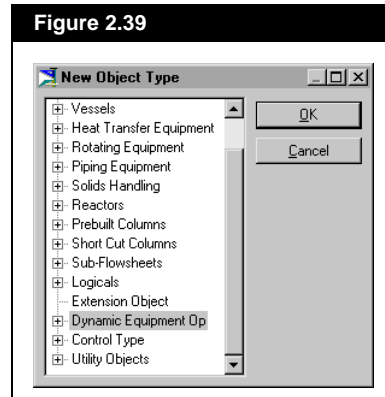 Figure 2.39
New Object Type
Vessels
Heat Transfer Equipment
Rotating Equipment
Piping Equipment
Solids Handling
Reactors
Prebuilt Columns
Short Cut Columns
Sub-Flowsheets
Logicals
Extension Object
Dynamic Equipment Op
Control Type
Utility Objects
OK
Cancel